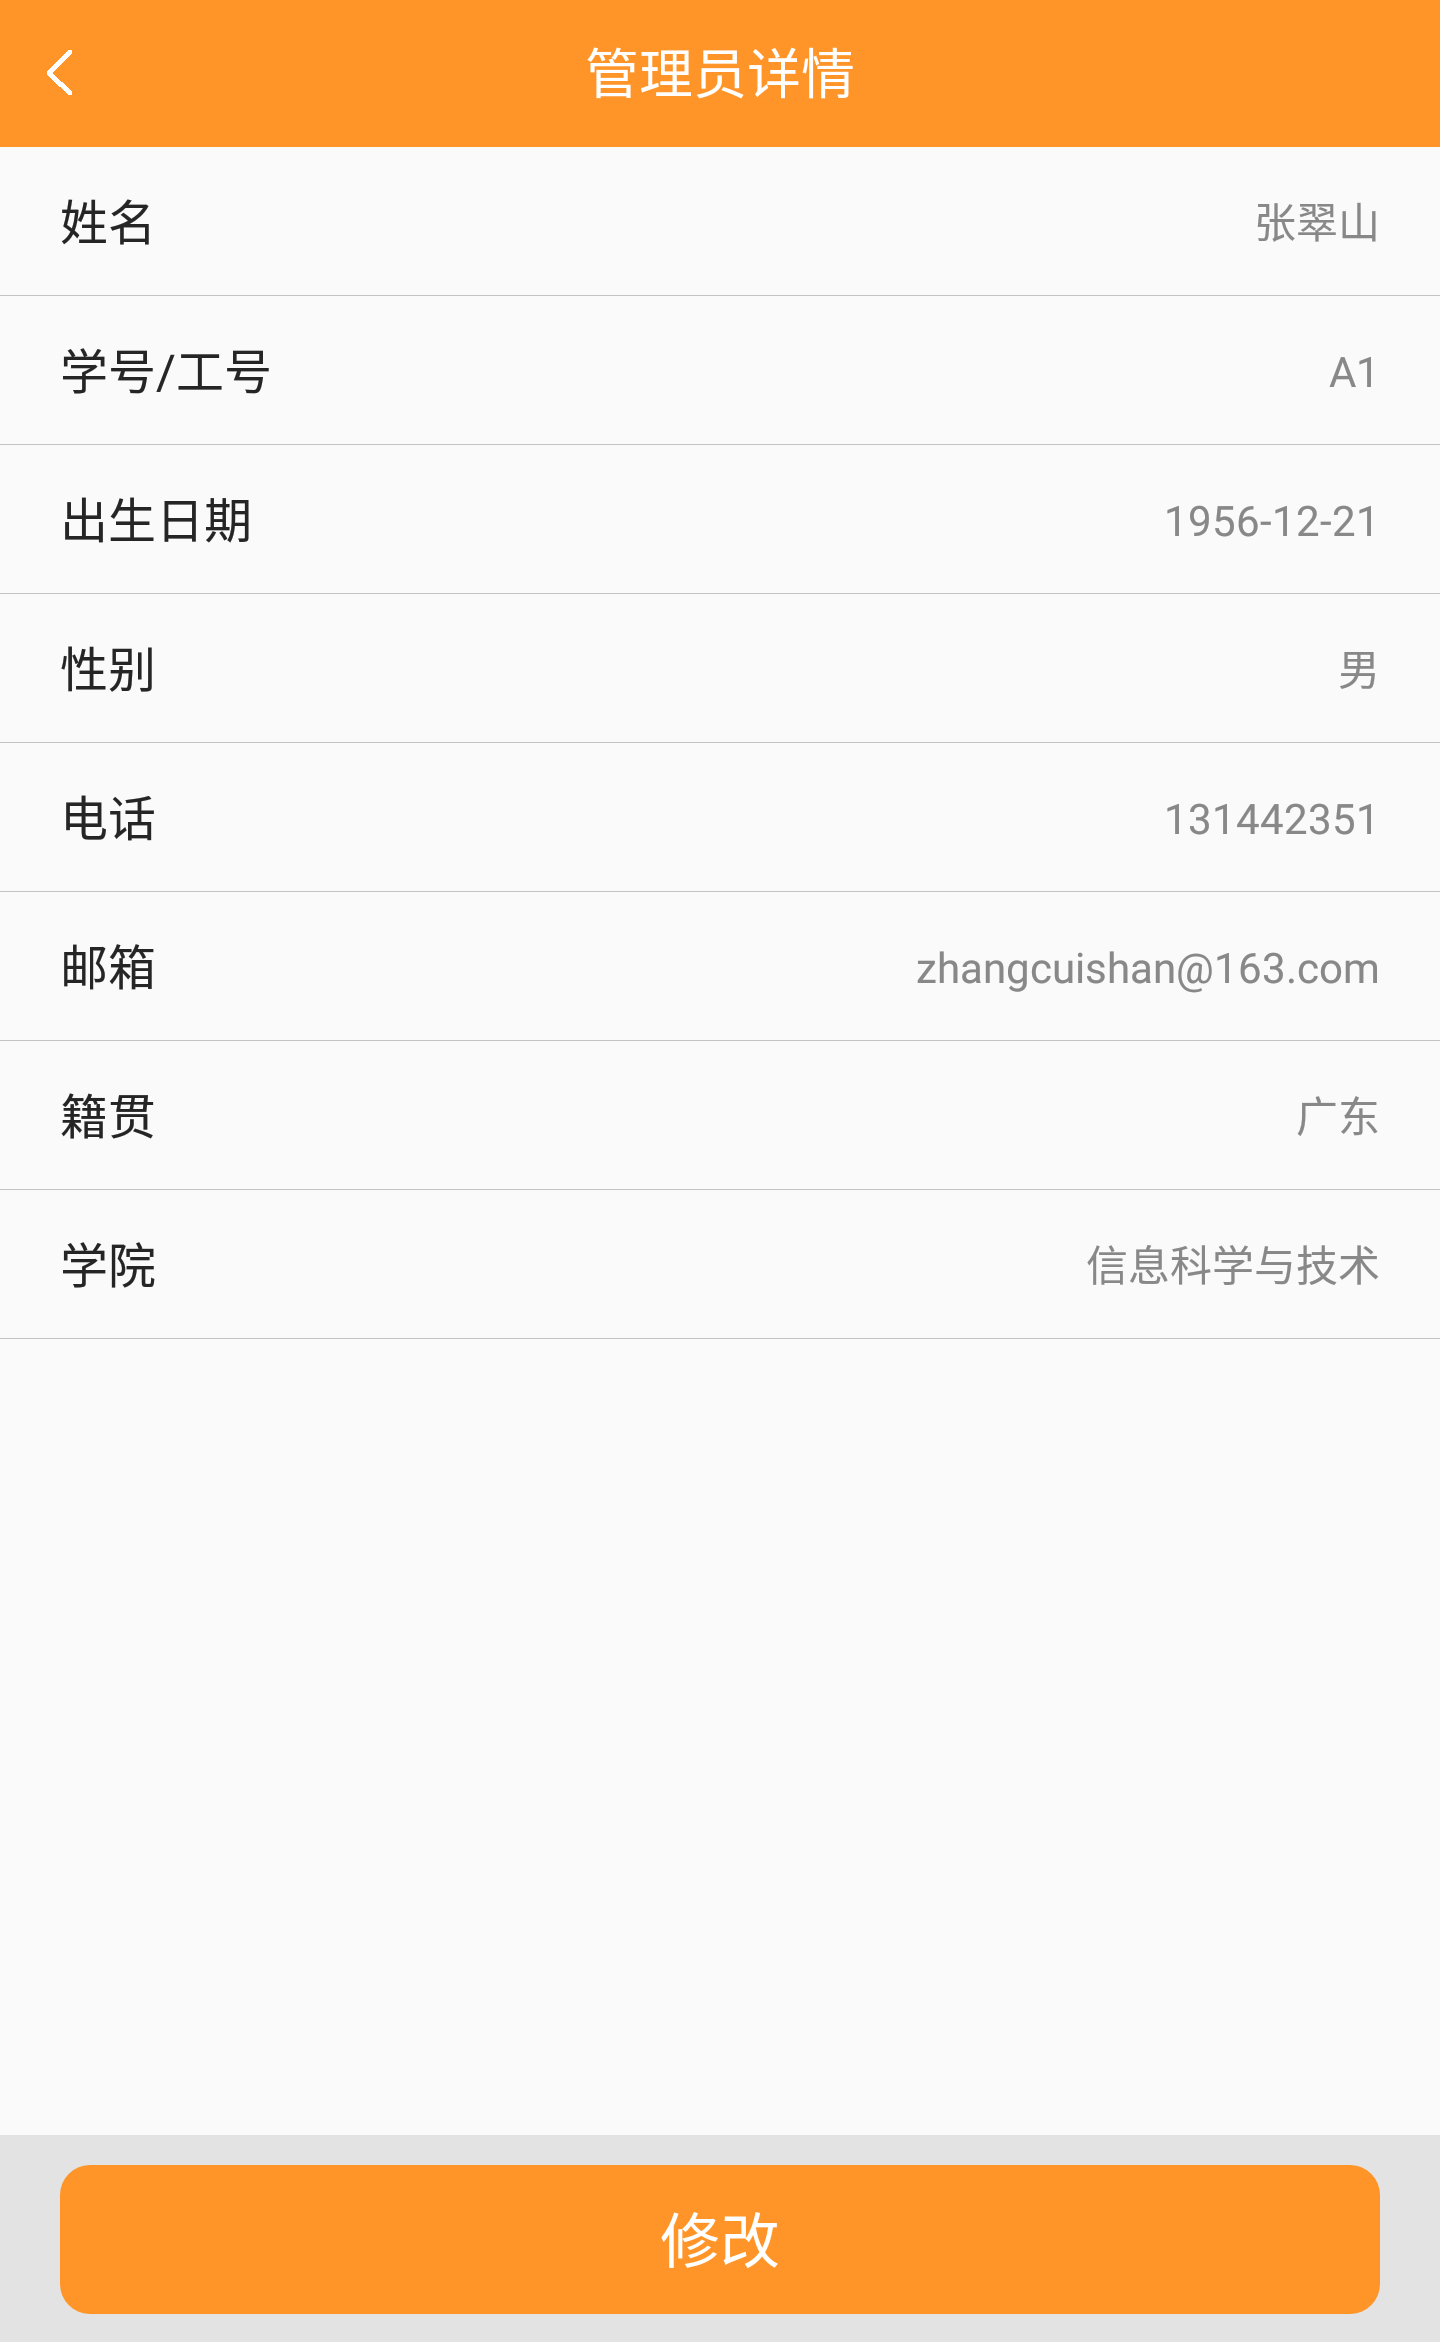 管理员详情
姓名 张翠山
学号/工号 A1
出生日期 1956-12-21
性别 男
电话 131442351
邮箱 zhangcuishan@163.com
籍贯 广东
学院 信息科学与技术
修改